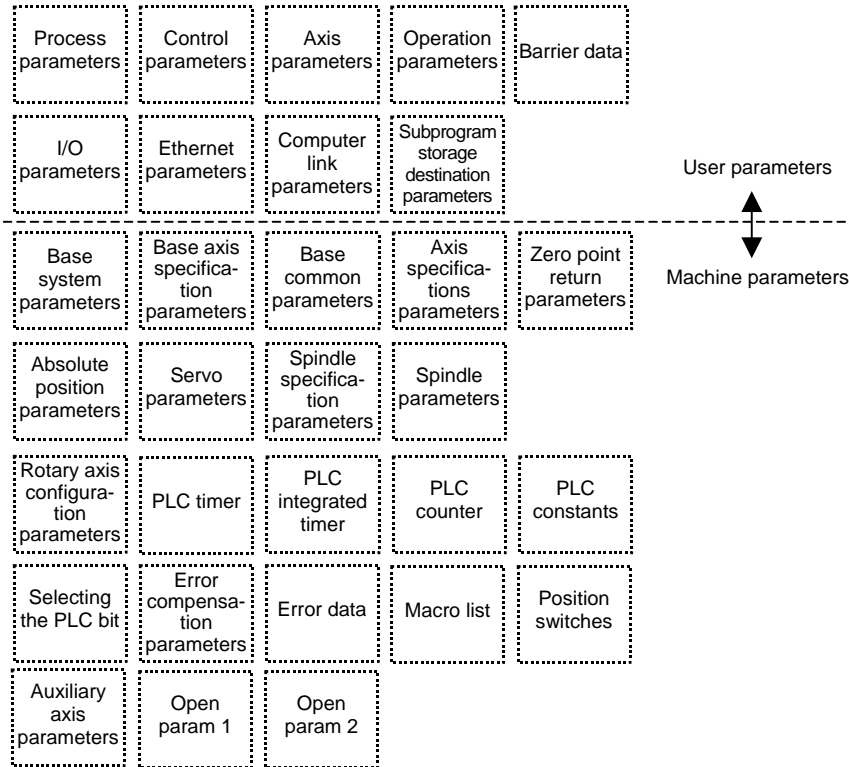 Process
parameters
Control
parameters
Axis
parameters
Operation
parameters
Barrier data
I/O
parameters
Ethernet
parameters
Computer
link
parameters
Subprogram
storage
destination
parameters
User parameters
Machine parameters
Base
system
parameters
Base axis
specifica-
tion
parameters
Base
common
parameters
Axis
specifica-
tions
parameters
Zero point
return
parameters
Absolute
position
parameters
Servo
parameters
Spindle
specifica-
tion
parameters
Spindle
parameters
Rotary axis
configura-
tion
parameters
PLC timer
PLC
integrated
timer
PLC
counter
PLC
constants
Selecting
the PLC bit
Error
compensa-
tion
parameters
Error data
Macro list
Position
switches
Auxiliary
axis
parameters
Open
param 1
Open
param 2